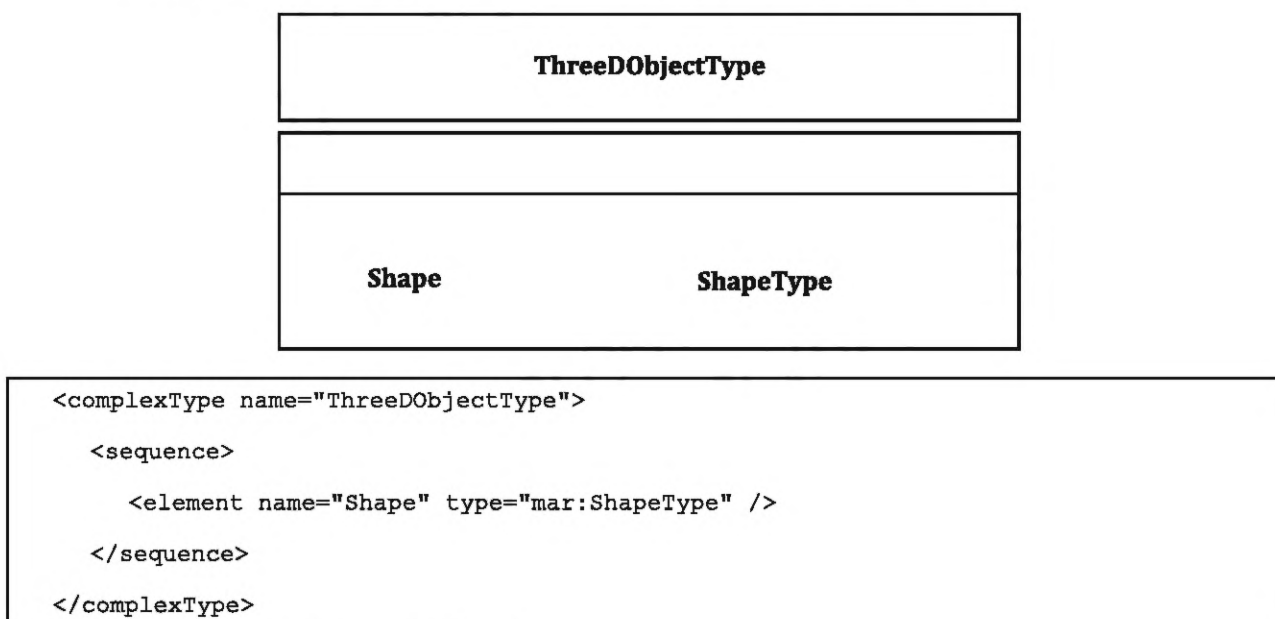 ThreeDObjectType
Shape ShapeType
<complexType name="ThreeDObjectType">
<sequence>
<element name="Shape" type="mar:ShapeType" />
</sequence>
</complexType>